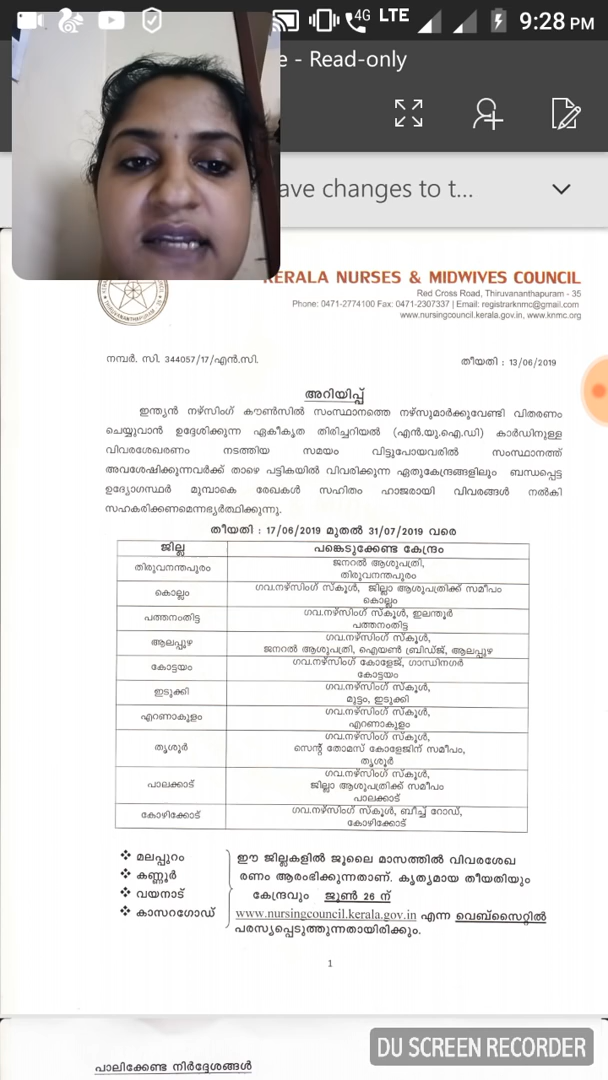 4G LTE 9:28 PM
e - Read-only
ave changes to t...
KERALA NURSES & MIDWIVES COUNCIL
Red Cross Road, Thiruvananthapuram - 35
Phone: 0471-2774100 Fax: 0471-2307337 | Email: registrarknmc@gmail.com
www.nursingcouncil.kerala.gov.in, www.knmc.org
നമ്പർ. സി. 344057/17/എൻ.സി. തീയതി : 13/06/2019
അറിയിപ്പ്
ഇന്ത്യൻ നഴ്സിംഗ് കൗൺസിൽ സംസ്ഥാനത്തെ നഴ്സുമാർക്കുവേണ്ടി വിതരണം
ചെയ്യുവാൻ ഉദ്ദേശിക്കുന്ന ഏകീകൃത തിരിച്ചറിയൽ (എൻ.യു.ഐ.ഡി) കാർഡിനുള്ള
വിവരശേഖരണം നടത്തിയ സമയം വിട്ടുപോയവരിൽ സംസ്ഥാനത്ത്
അവശേഷിക്കുന്നവർക്ക് താഴെ പട്ടികയിൽ വിവരിക്കുന്ന ഏതുകേന്ദ്രങ്ങളിലും ബന്ധപ്പെട്ട
ഉദ്യോഗസ്ഥർ മുമ്പാകെ രേഖകൾ സഹിതം ഹാജരായി വിവരങ്ങൾ നൽകി
സഹകരിക്കണമെന്നഭ്യർത്ഥിക്കുന്നു.
തീയതി : 17/06/2019 മുതൽ 31/07/2019 വരെ
ജില്ല പങ്കെടുക്കേണ്ട കേന്ദ്രം
തിരുവനന്തപുരം ജനറൽ ആശുപത്രി,
തിരുവനന്തപുരം
കൊല്ലം ഗവ.നഴ്സിംഗ് സ്കൂൾ, ജില്ലാ ആശുപത്രിക്ക് സമീപം
കൊല്ലം
പത്തനംതിട്ട ഗവ.നഴ്സിംഗ് സ്കൂൾ, ഇലന്തൂർ
പത്തനംതിട്ട
ആലപ്പുഴ ഗവ.നഴ്സിംഗ് സ്കൂൾ,
ജനറൽ ആശുപത്രി, ഐയൺ ബ്രിഡ്ജ്, ആലപ്പുഴ
കോട്ടയം ഗവ.നഴ്സിംഗ് കോളേജ്, ഗാന്ധിനഗർ
കോട്ടയം
ഇടുക്കി ഗവ.നഴ്സിംഗ് സ്കൂൾ,
മുട്ടം, ഇടുക്കി
എറണാകുളം ഗവ.നഴ്സിംഗ് സ്കൂൾ,
എറണാകുളം
തൃശൂർ ഗവ.നഴ്സിംഗ് സ്കൂൾ,
സെന്റ് തോമസ് കോളേജിന് സമീപം,
തൃശൂർ
പാലക്കാട് ഗവ.നഴ്സിംഗ് സ്കൂൾ,
ജില്ലാ ആശുപത്രിക്ക് സമീപം
പാലക്കാട്
കോഴിക്കോട് ഗവ.നഴ്സിംഗ് സ്കൂൾ, ബീച്ച് റോഡ്,
കോഴിക്കോട്
❖ മലപ്പുറം
❖ കണ്ണൂർ
❖ വയനാട്
❖ കാസറഗോഡ്
ഈ ജില്ലകളിൽ ജൂലൈ മാസത്തിൽ വിവരശേഖ
രണം ആരംഭിക്കുന്നതാണ്. കൃത്യമായ തീയതിയും
കേന്ദ്രവും ജൂൺ 26 ന്
www.nursingcouncil.kerala.gov.in എന്ന വെബ്സൈറ്റിൽ
പരസ്യപ്പെടുത്തുന്നതായിരിക്കും.
1
DU SCREEN RECORDER
പാലിക്കേണ്ട നിർദ്ദേശങ്ങൾ